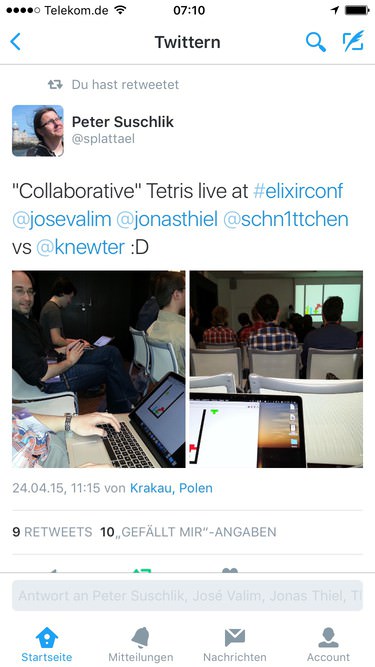 Telekom.de 07:10
Twittern
Du hast retweetet
Peter Suschlik
@splattael
"Collaborative" Tetris live at #elixirconf
@josevalim @jonasthiel @schn1ttchen
vs @knewter :D
24.04.15, 11:15 von Krakau, Polen
9 RETWEETS 10 „GEFÄLLT MIR“-ANGABEN
Antwort an Peter Suschlik, José Valim, Jonas Thiel, Ti
Startseite Mitteilungen Nachrichten Account